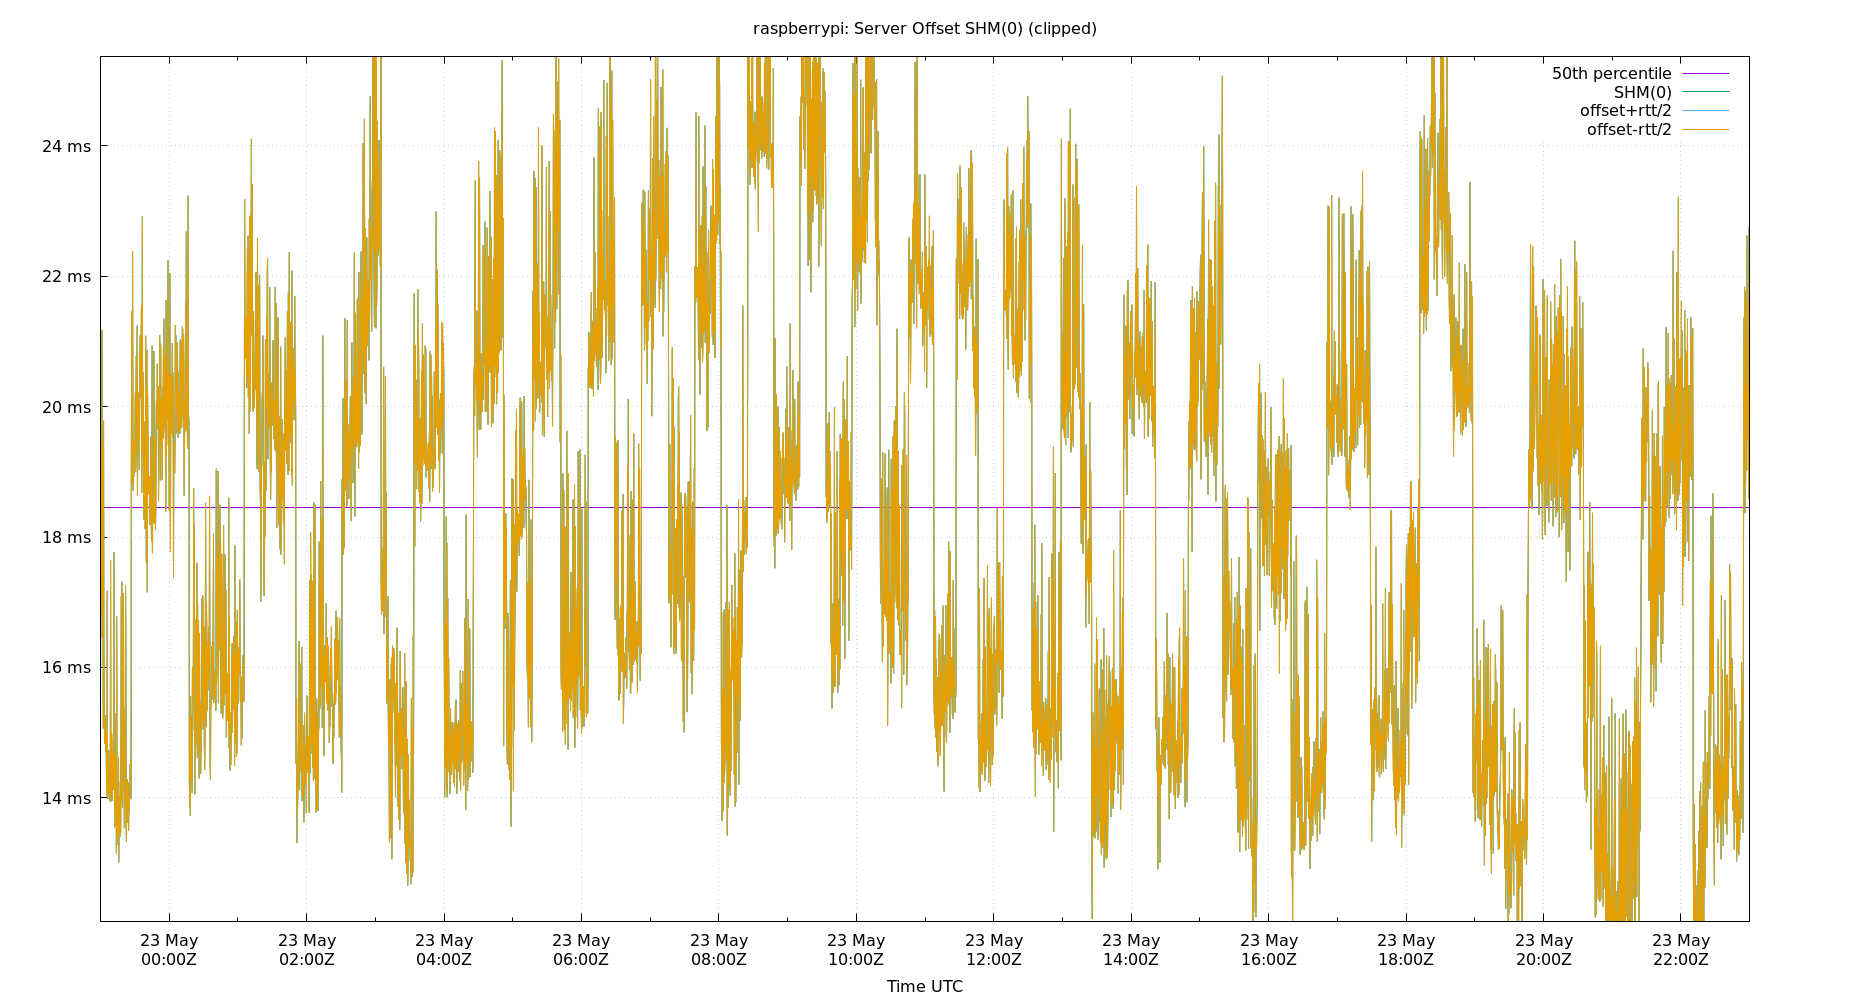 raspberrypi: Server Offset SHM(0) (clipped)
50th percentile
SHM(0)
offset+rtt/2
offset-rtt/2
24 ms
22 ms
20 ms
18 ms
16 ms
14 ms
23 May 23 May 23 May 23 May 23 May 23 May 23 May 23 May 23 May 23 May 23 May 23 May
00:00Z 02:00Z 04:00Z 06:00Z 08:00Z 10:00Z 12:00Z 14:00Z 16:00Z 18:00Z 20:00Z 22:00Z
Time UTC